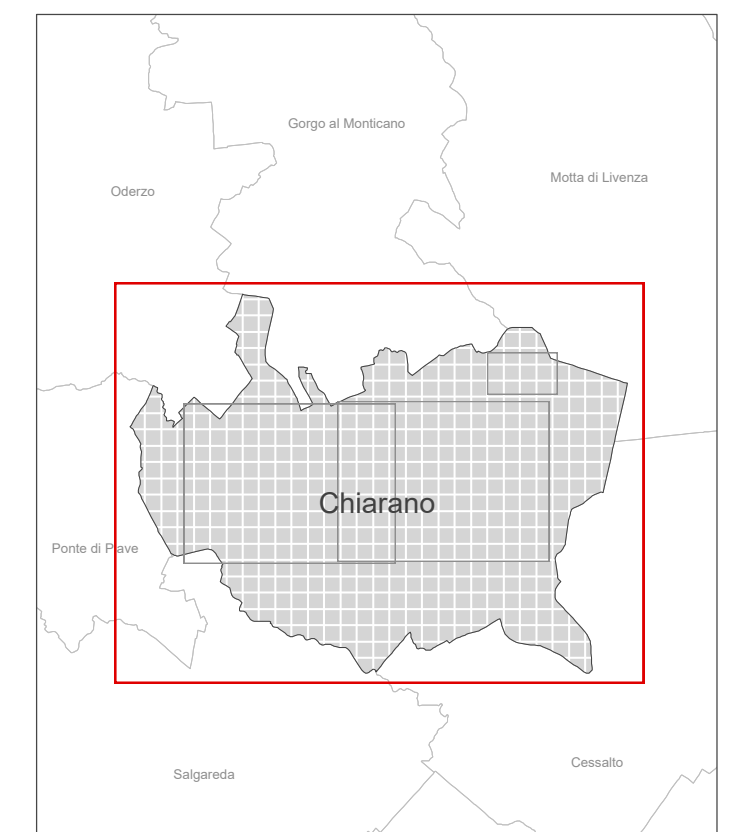 Gorgo al Monticano
Motta di Livenza
Oderzo
Chiarano
Ponte di Piave
Cessalto
Salgareda